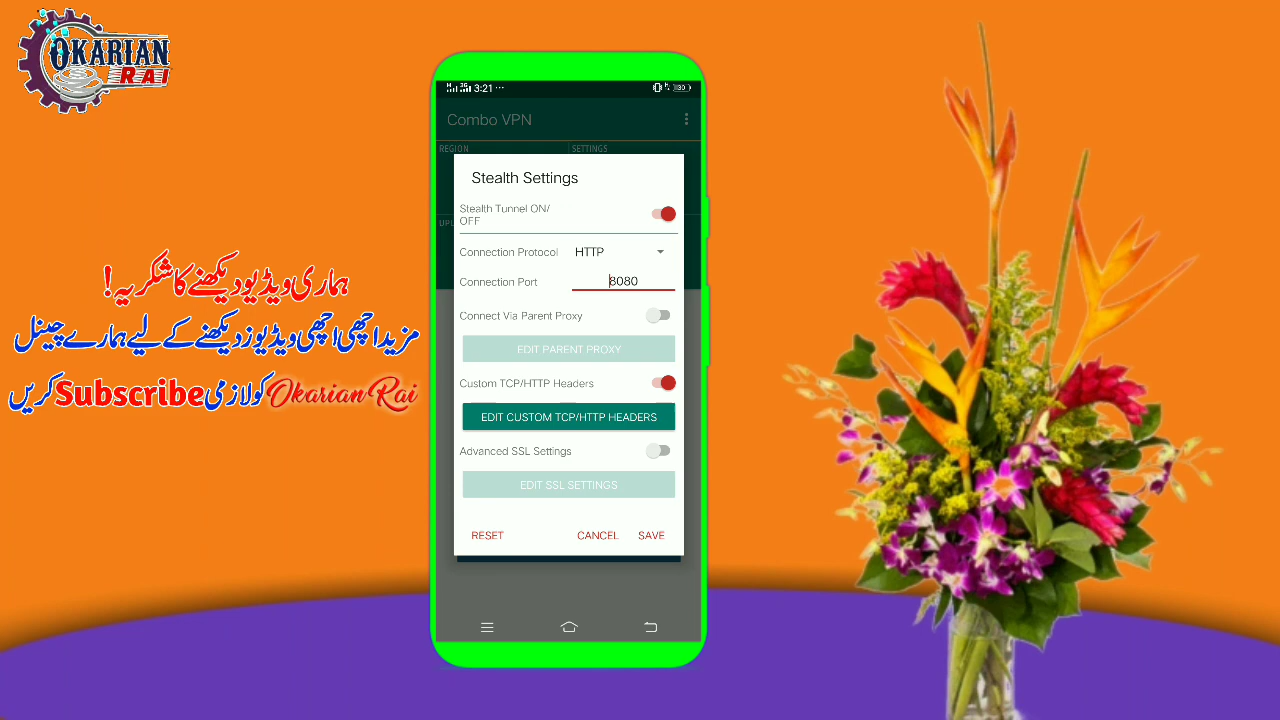 OKARIAN
RAI
3:21 ...
Combo VPN
REGION SETTINGS
Stealth Settings
Stealth Tunnel ON/
OFF
Connection Protocol HTTP
Connection Port 8080
Connect Via Parent Proxy
EDIT PARENT PROXY
Custom TCP/HTTP Headers
EDIT CUSTOM TCP/HTTP HEADERS
Advanced SSL Settings
EDIT SSL SETTINGS
RESET CANCEL SAVE
ہماری ویڈیو دیکھنے کا شکریہ!
مزید اچھی اچھی ویڈیوز دیکھنے کے لیے ہمارے چینل
Okarian Rai کو لازمی Subscribe کریں